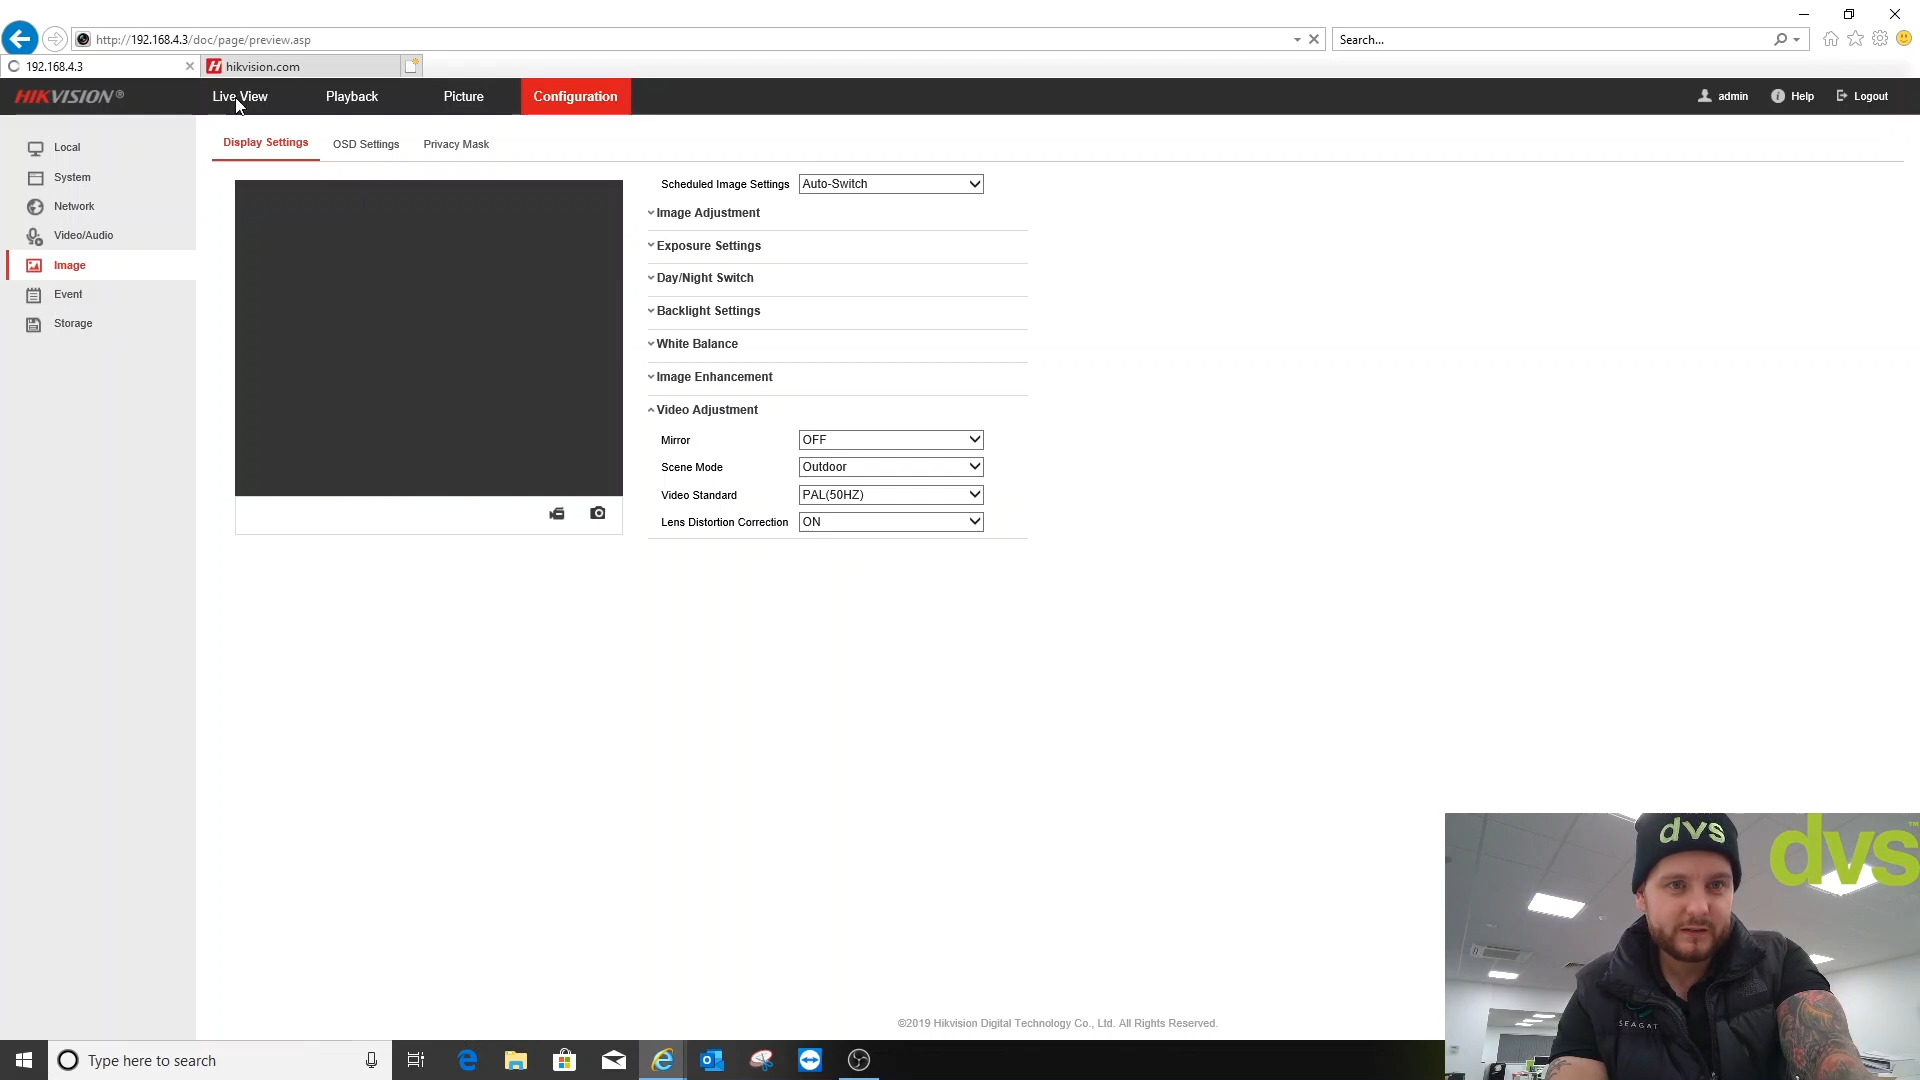 http://192.168.4.3/doc/page/preview.asp
Search...
192.168.4.3
hikvision.com
HIKVISION®
Live View
Playback
Picture
Configuration
admin
Help
Logout
Local
System
Network
Video/Audio
Image
Event
Storage
Display Settings
OSD Settings
Privacy Mask
Scheduled Image Settings
Auto-Switch
Image Adjustment
Exposure Settings
Day/Night Switch
Backlight Settings
White Balance
Image Enhancement
Video Adjustment
Mirror
OFF
Scene Mode
Outdoor
Video Standard
PAL(50HZ)
Lens Distortion Correction
ON
©2019 Hikvision Digital Technology Co., Ltd. All Rights Reserved.
dvs
dvs™
SEAGAT
Type here to search